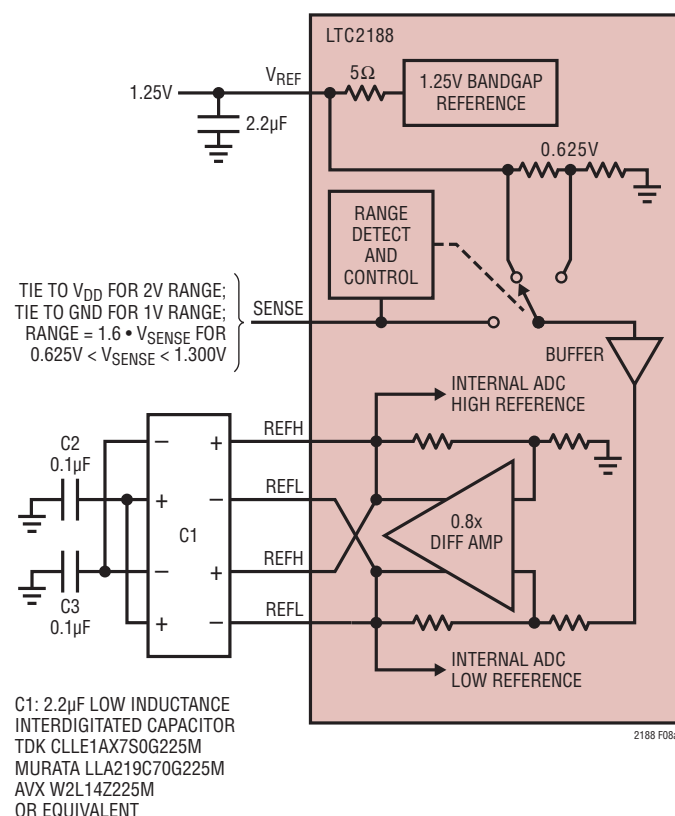 LTC2188
1.25V
VREF
5Ω
1.25V BANDGAP
REFERENCE
2.2µF
0.625V
RANGE
DETECT
AND
CONTROL
TIE TO VDD FOR 2V RANGE;
TIE TO GND FOR 1V RANGE;
RANGE = 1.6 • VSENSE FOR
0.625V < VSENSE < 1.300V
SENSE
BUFFER
INTERNAL ADC
HIGH REFERENCE
C2
0.1µF
C3
0.1µF
C1
–
+
–
+
+
–
+
–
REFH
REFL
REFH
REFL
0.8x
DIFF AMP
INTERNAL ADC
LOW REFERENCE
C1: 2.2µF LOW INDUCTANCE
INTERDIGITATED CAPACITOR
TDK CLLE1AX7S0G225M
MURATA LLA219C70G225M
AVX W2L14Z225M
OR EQUIVALENT